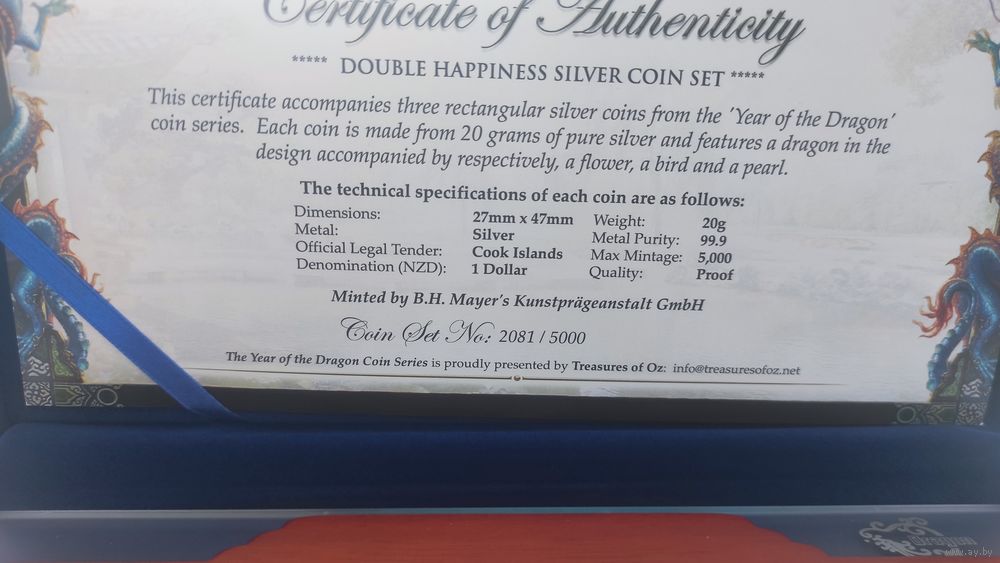 Certificate of Authenticity
***** DOUBLE HAPPINESS SILVER COIN SET *****
This certificate accompanies three rectangular silver coins from the 'Year of the Dragon'
coin series. Each coin is made from 20 grams of pure silver and features a dragon in the
design accompanied by respectively, a flower, a bird and a pearl.
The technical specifications of each coin are as follows:
Dimensions: 27mm x 47mm Weight: 20g
Metal: Silver Metal Purity: 99.9
Official Legal Tender: Cook Islands Max Mintage: 5,000
Denomination (NZD): 1 Dollar Quality: Proof
Minted by B.H. Mayer's Kunstprägeanstalt GmbH
Coin Set No: 2081 / 5000
The Year of the Dragon Coin Series is proudly presented by Treasures of Oz: info@treasuresofoz.net
Dragon
www.ay.by